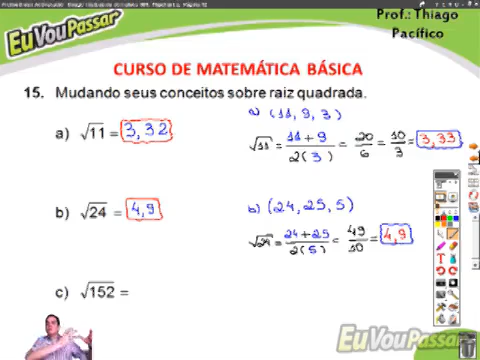 Prof.: Thiago
Pacífico
EuVouPassar
CURSO DE MATEMÁTICA BÁSICA
15. Mudando seus conceitos sobre raiz quadrada.
a) √11 = 3,32
a) (11, 9, 3)
√11 = 11 + 9 / 2(3) = 20/6 = 10/3 = 3,33
b) √24 = 4,9
b) (24, 25, 5)
√24 = 24 + 25 / 2(5) = 49/10 = 4,9
c) √152 =
EuVouPassar